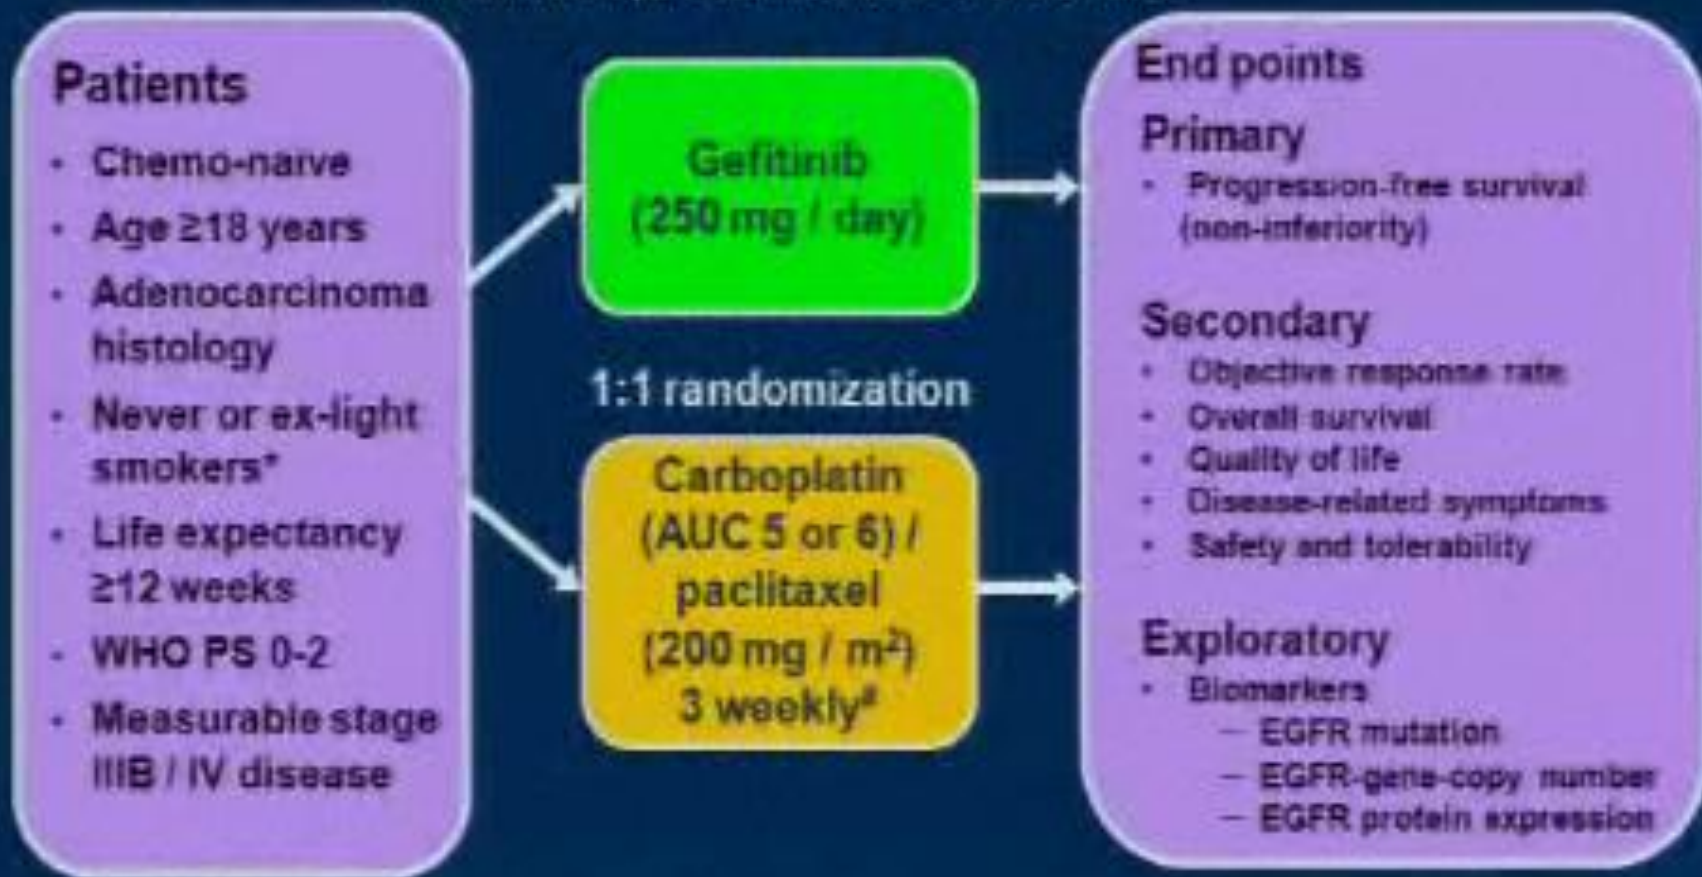 Patients
• Chemo-naive
• Age ≥18 years
• Adenocarcinoma
histology
• Never or ex-light
smokers*
• Life expectancy
≥12 weeks
• WHO PS 0-2
• Measurable stage
IIIB / IV disease
Gefitinib
(250 mg / day)
1:1 randomization
Carboplatin
(AUC 5 or 6) /
paclitaxel
(200 mg / m²)
3 weekly#
End points
Primary
• Progression-free survival
(non-inferiority)
Secondary
• Objective response rate
• Overall survival
• Quality of life
• Disease-related symptoms
• Safety and tolerability
Exploratory
• Biomarkers
– EGFR mutation
– EGFR-gene-copy number
– EGFR protein expression